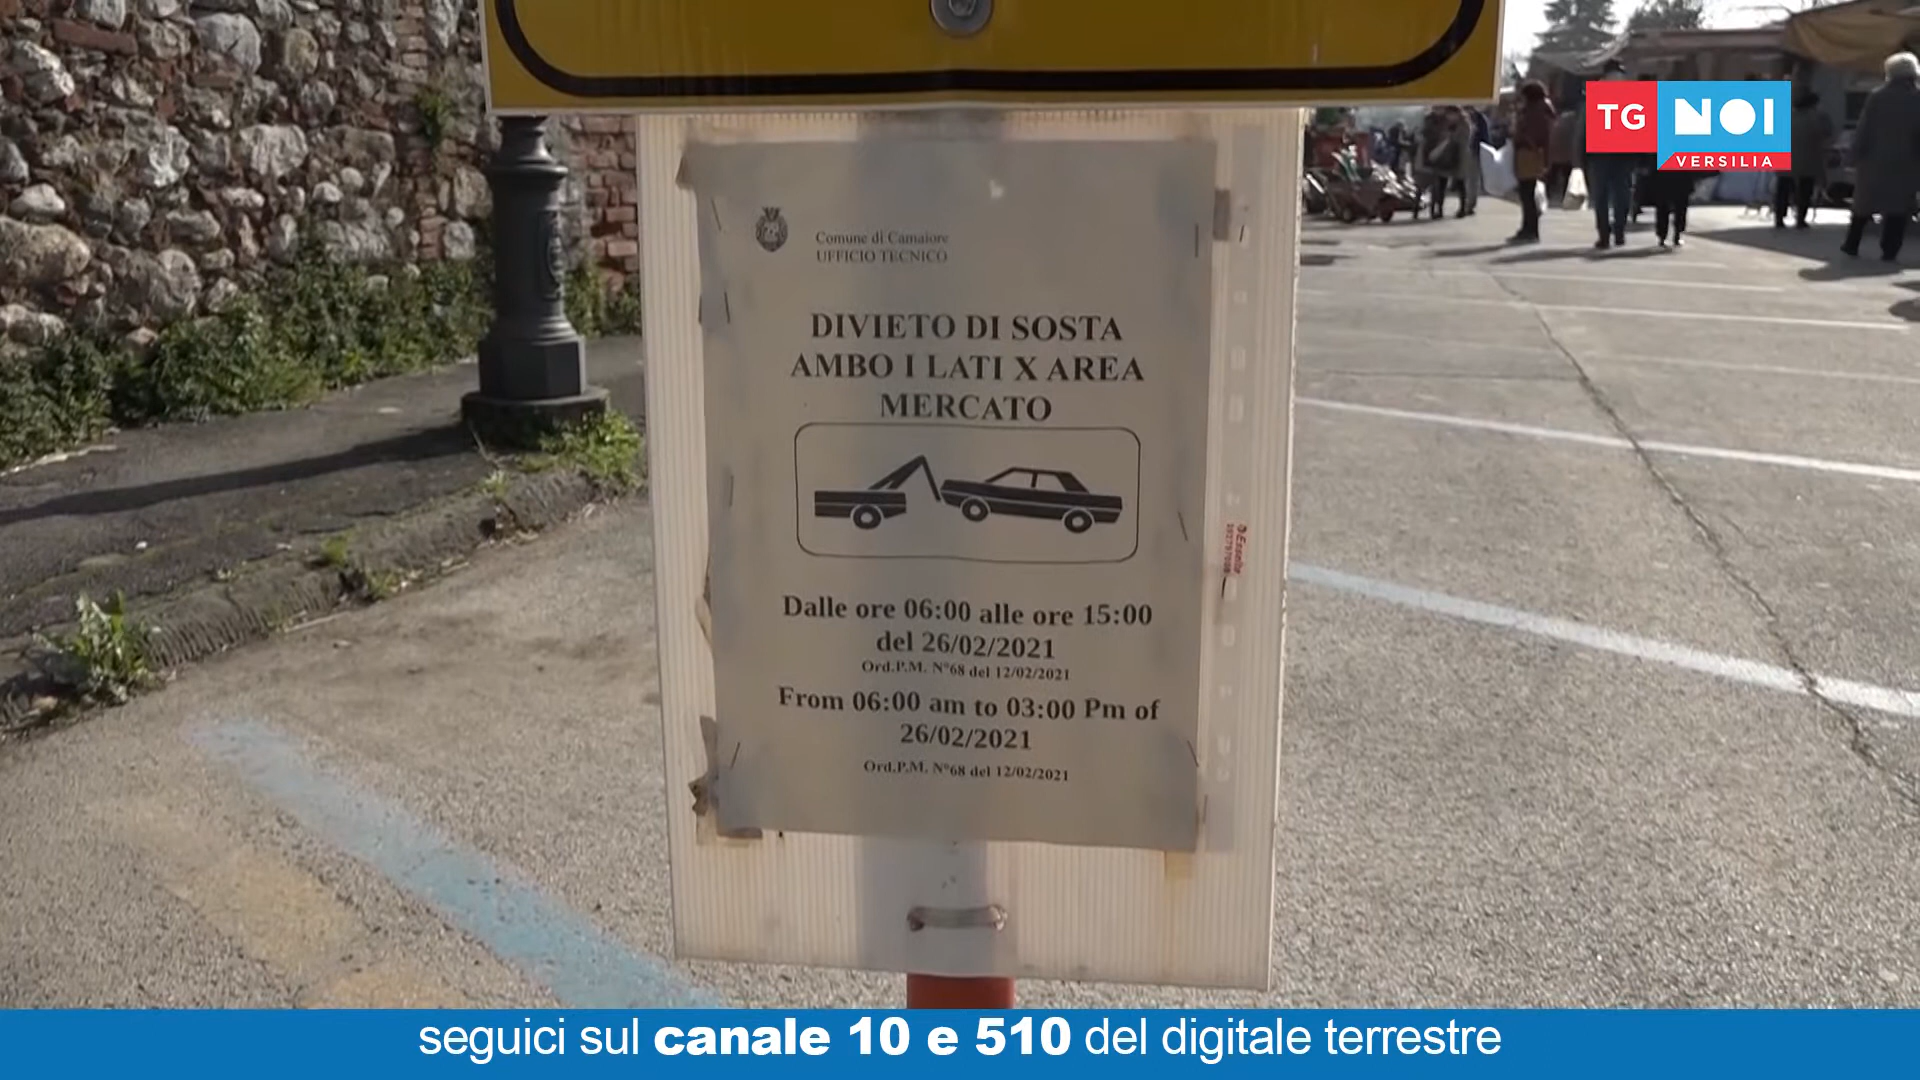 TG NOI
VERSILIA
Comune di Camaiore
UFFICIO TECNICO
DIVIETO DI SOSTA
AMBO I LATI X AREA
MERCATO
Dalle ore 06:00 alle ore 15:00
del 26/02/2021
Ord.P.M. N°68 del 12/02/2021
From 06:00 am to 03:00 Pm of
26/02/2021
Ord.P.M. N°68 del 12/02/2021
Esselte
seguici sul canale 10 e 510 del digitale terrestre